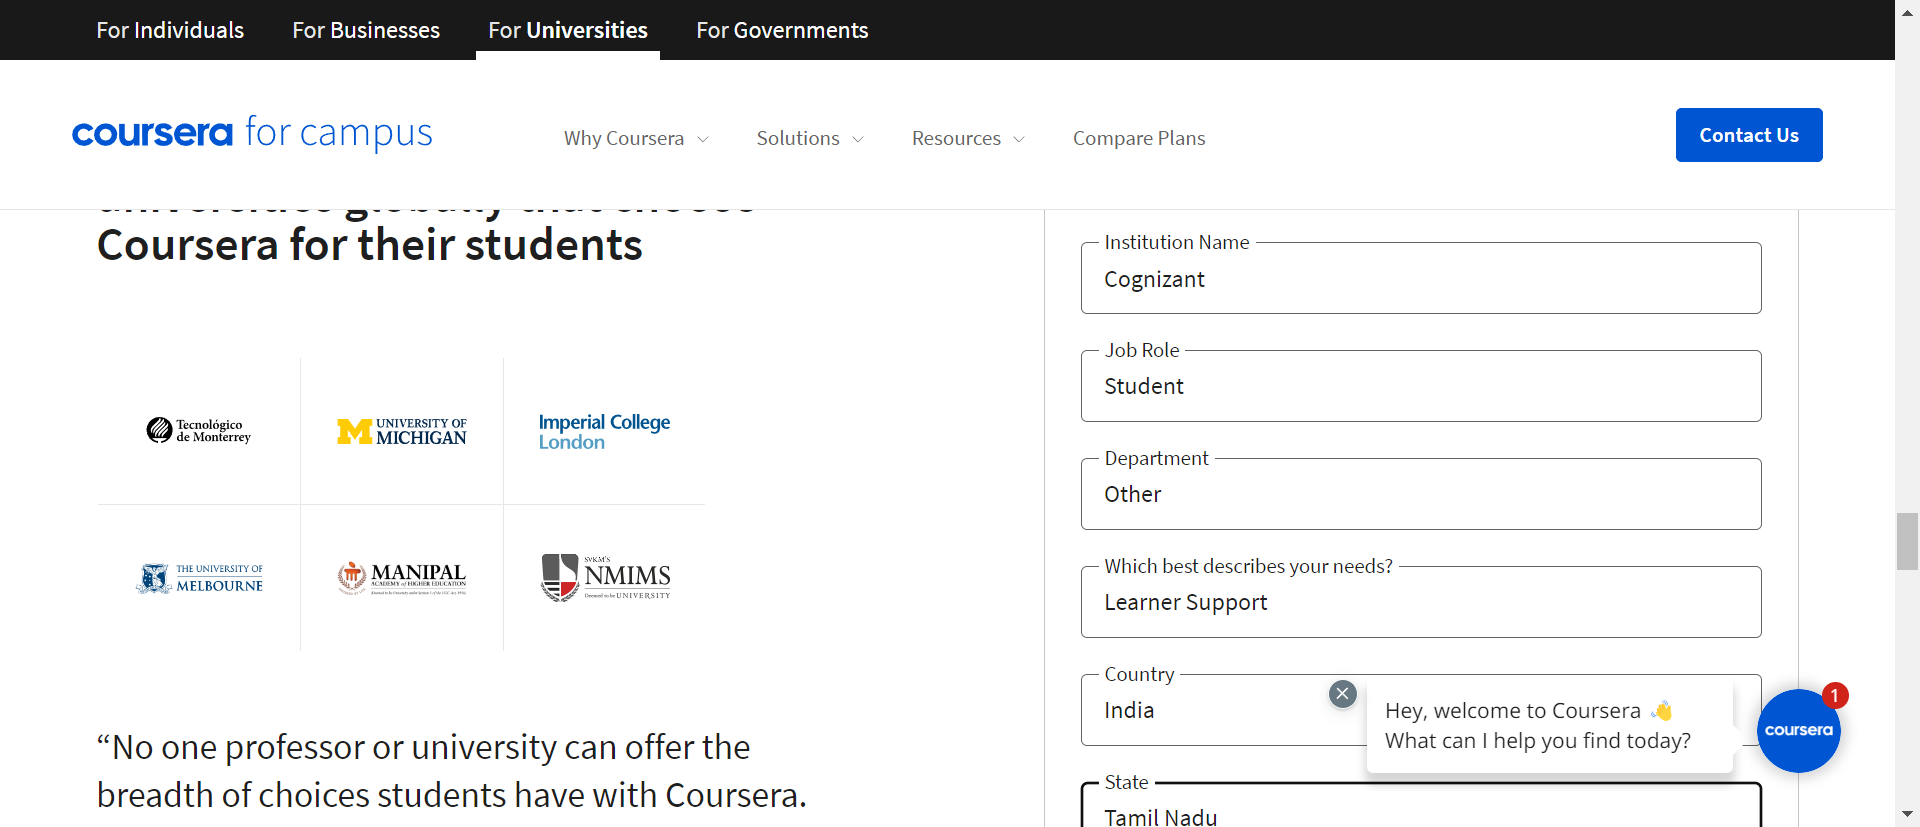 For Individuals
For Businesses
For Universities
For Governments
coursera for campus
Why Coursera
Solutions
Resources
Compare Plans
Contact Us
universities globally that choose
Coursera for their students
Tecnológico
de Monterrey
M UNIVERSITY OF
MICHIGAN
Imperial College
London
THE UNIVERSITY OF
MELBOURNE
MANIPAL
ACADEMY of HIGHER EDUCATION
SVKM'S
NMIMS
Deemed to be UNIVERSITY
“No one professor or university can offer the
breadth of choices students have with Coursera.
Institution Name
Cognizant
Job Role
Student
Department
Other
Which best describes your needs?
Learner Support
Country
India
State
Tamil Nadu
Hey, welcome to Coursera 👋
What can I help you find today?
1
coursera